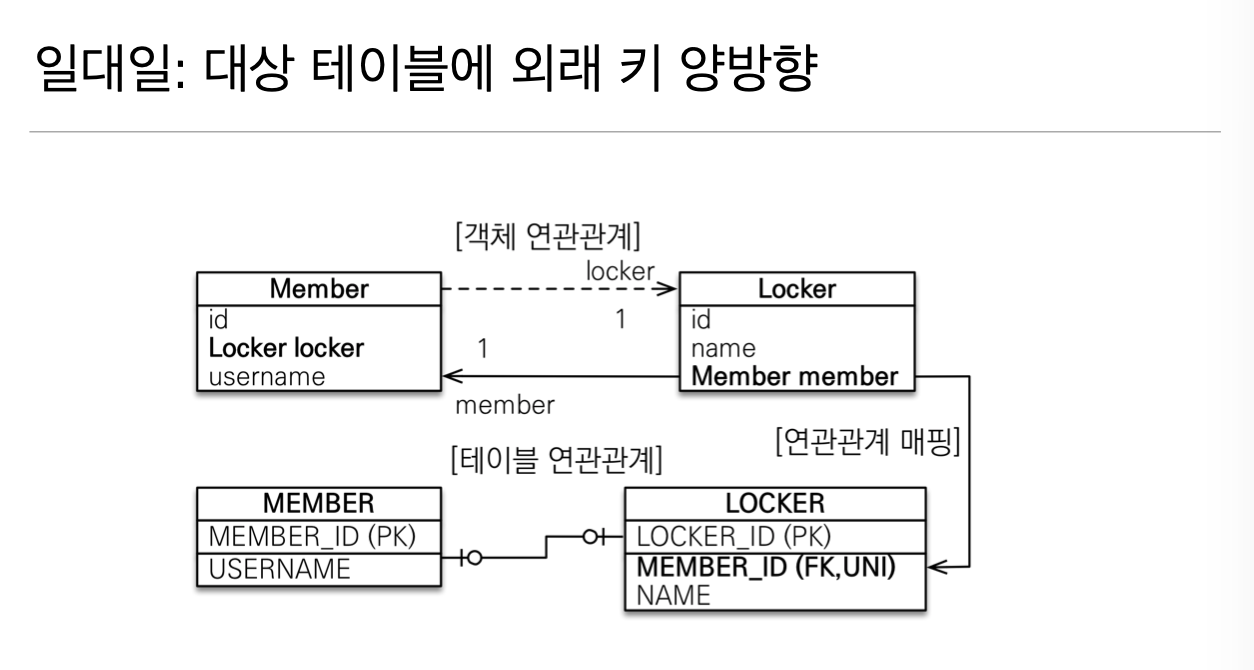 일대일: 대상 테이블에 외래 키 양방향
[객체 연관관계]
locker
Member
id
Locker locker
username
1
1
member
Locker
id
name
Member member
[연관관계 매핑]
[테이블 연관관계]
MEMBER
MEMBER_ID (PK)
USERNAME
LOCKER
LOCKER_ID (PK)
MEMBER_ID (FK,UNI)
NAME